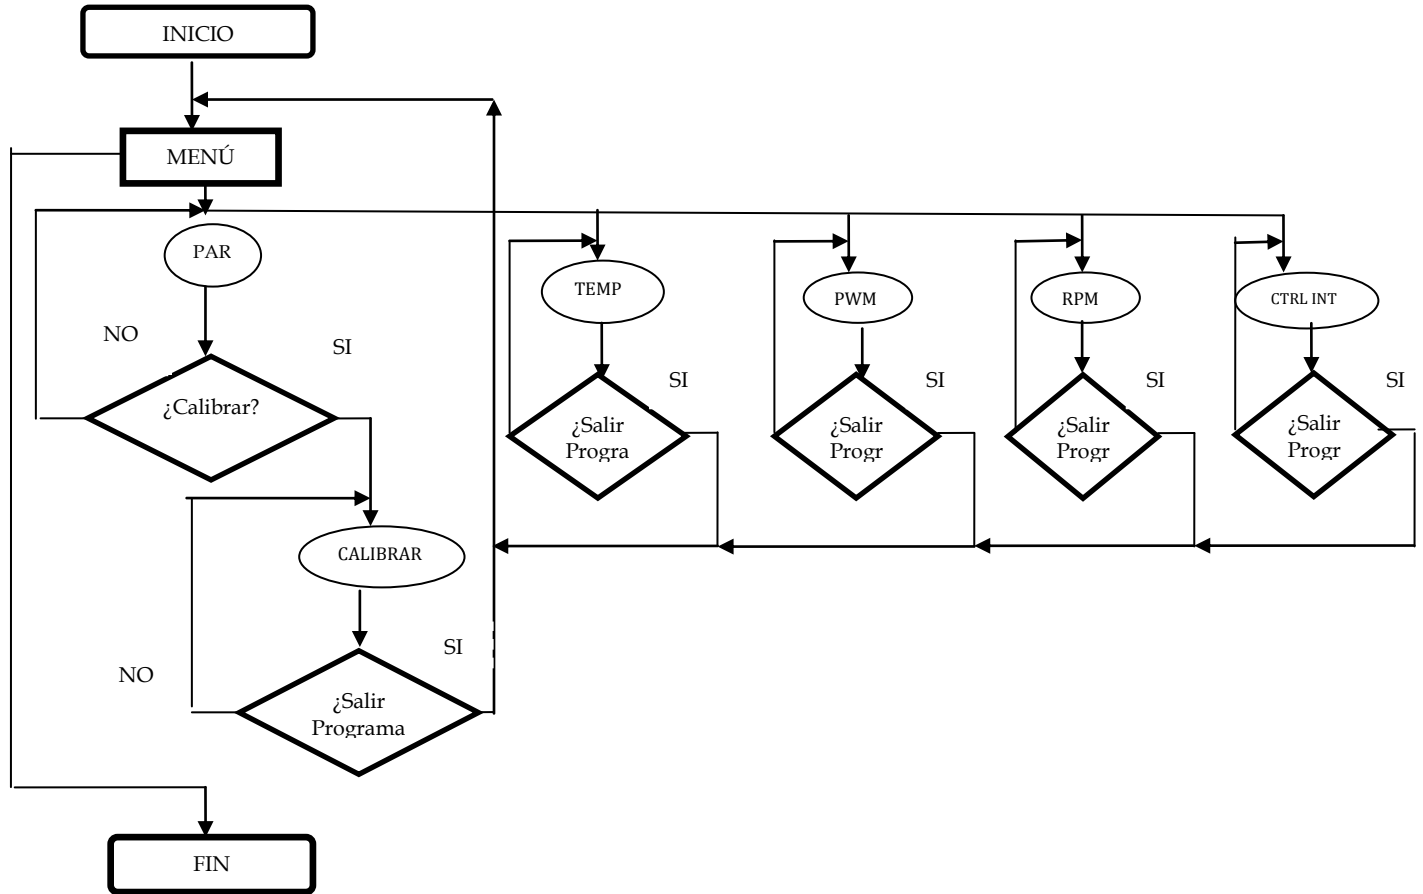 INICIO
MENÚ
PAR
NO
SI
¿Calibrar?
TEMP
SI
¿Salir
Progra
PWM
SI
¿Salir
Progr
RPM
SI
¿Salir
Progr
CTRL INT
SI
¿Salir
Progr
CALIBRAR
NO
SI
¿Salir
Programa
FIN